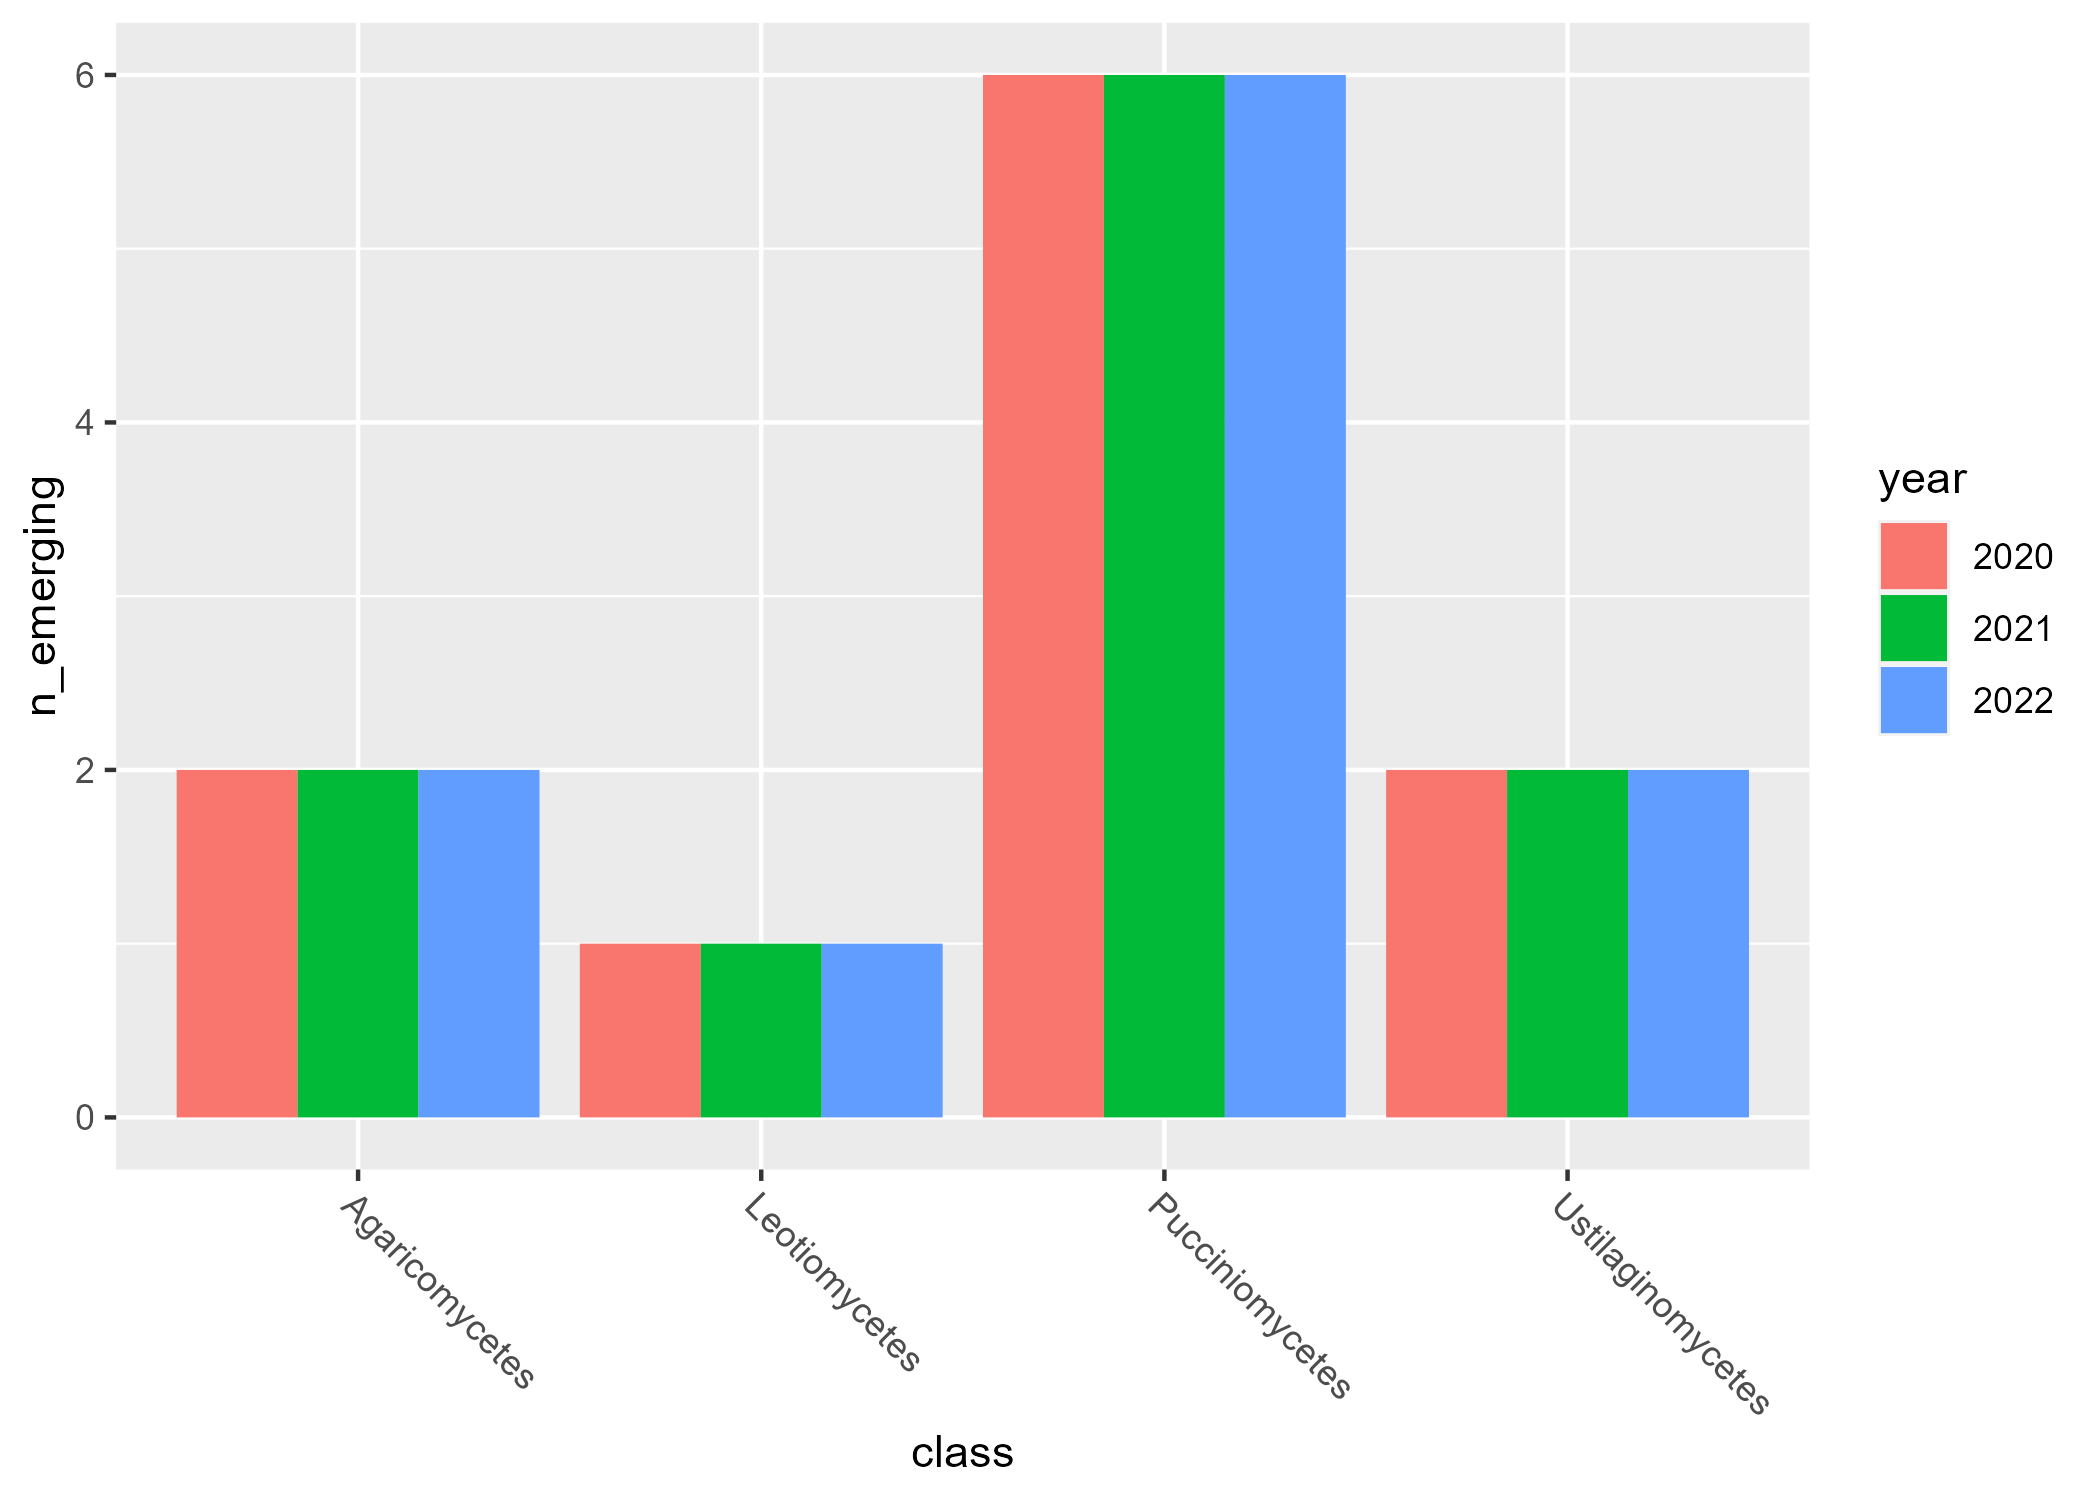 6
4
2
0
n_emerging
Agaricomycetes
Leotiomycetes
Pucciniomycetes
Ustilaginomycetes
class
year
2020
2021
2022